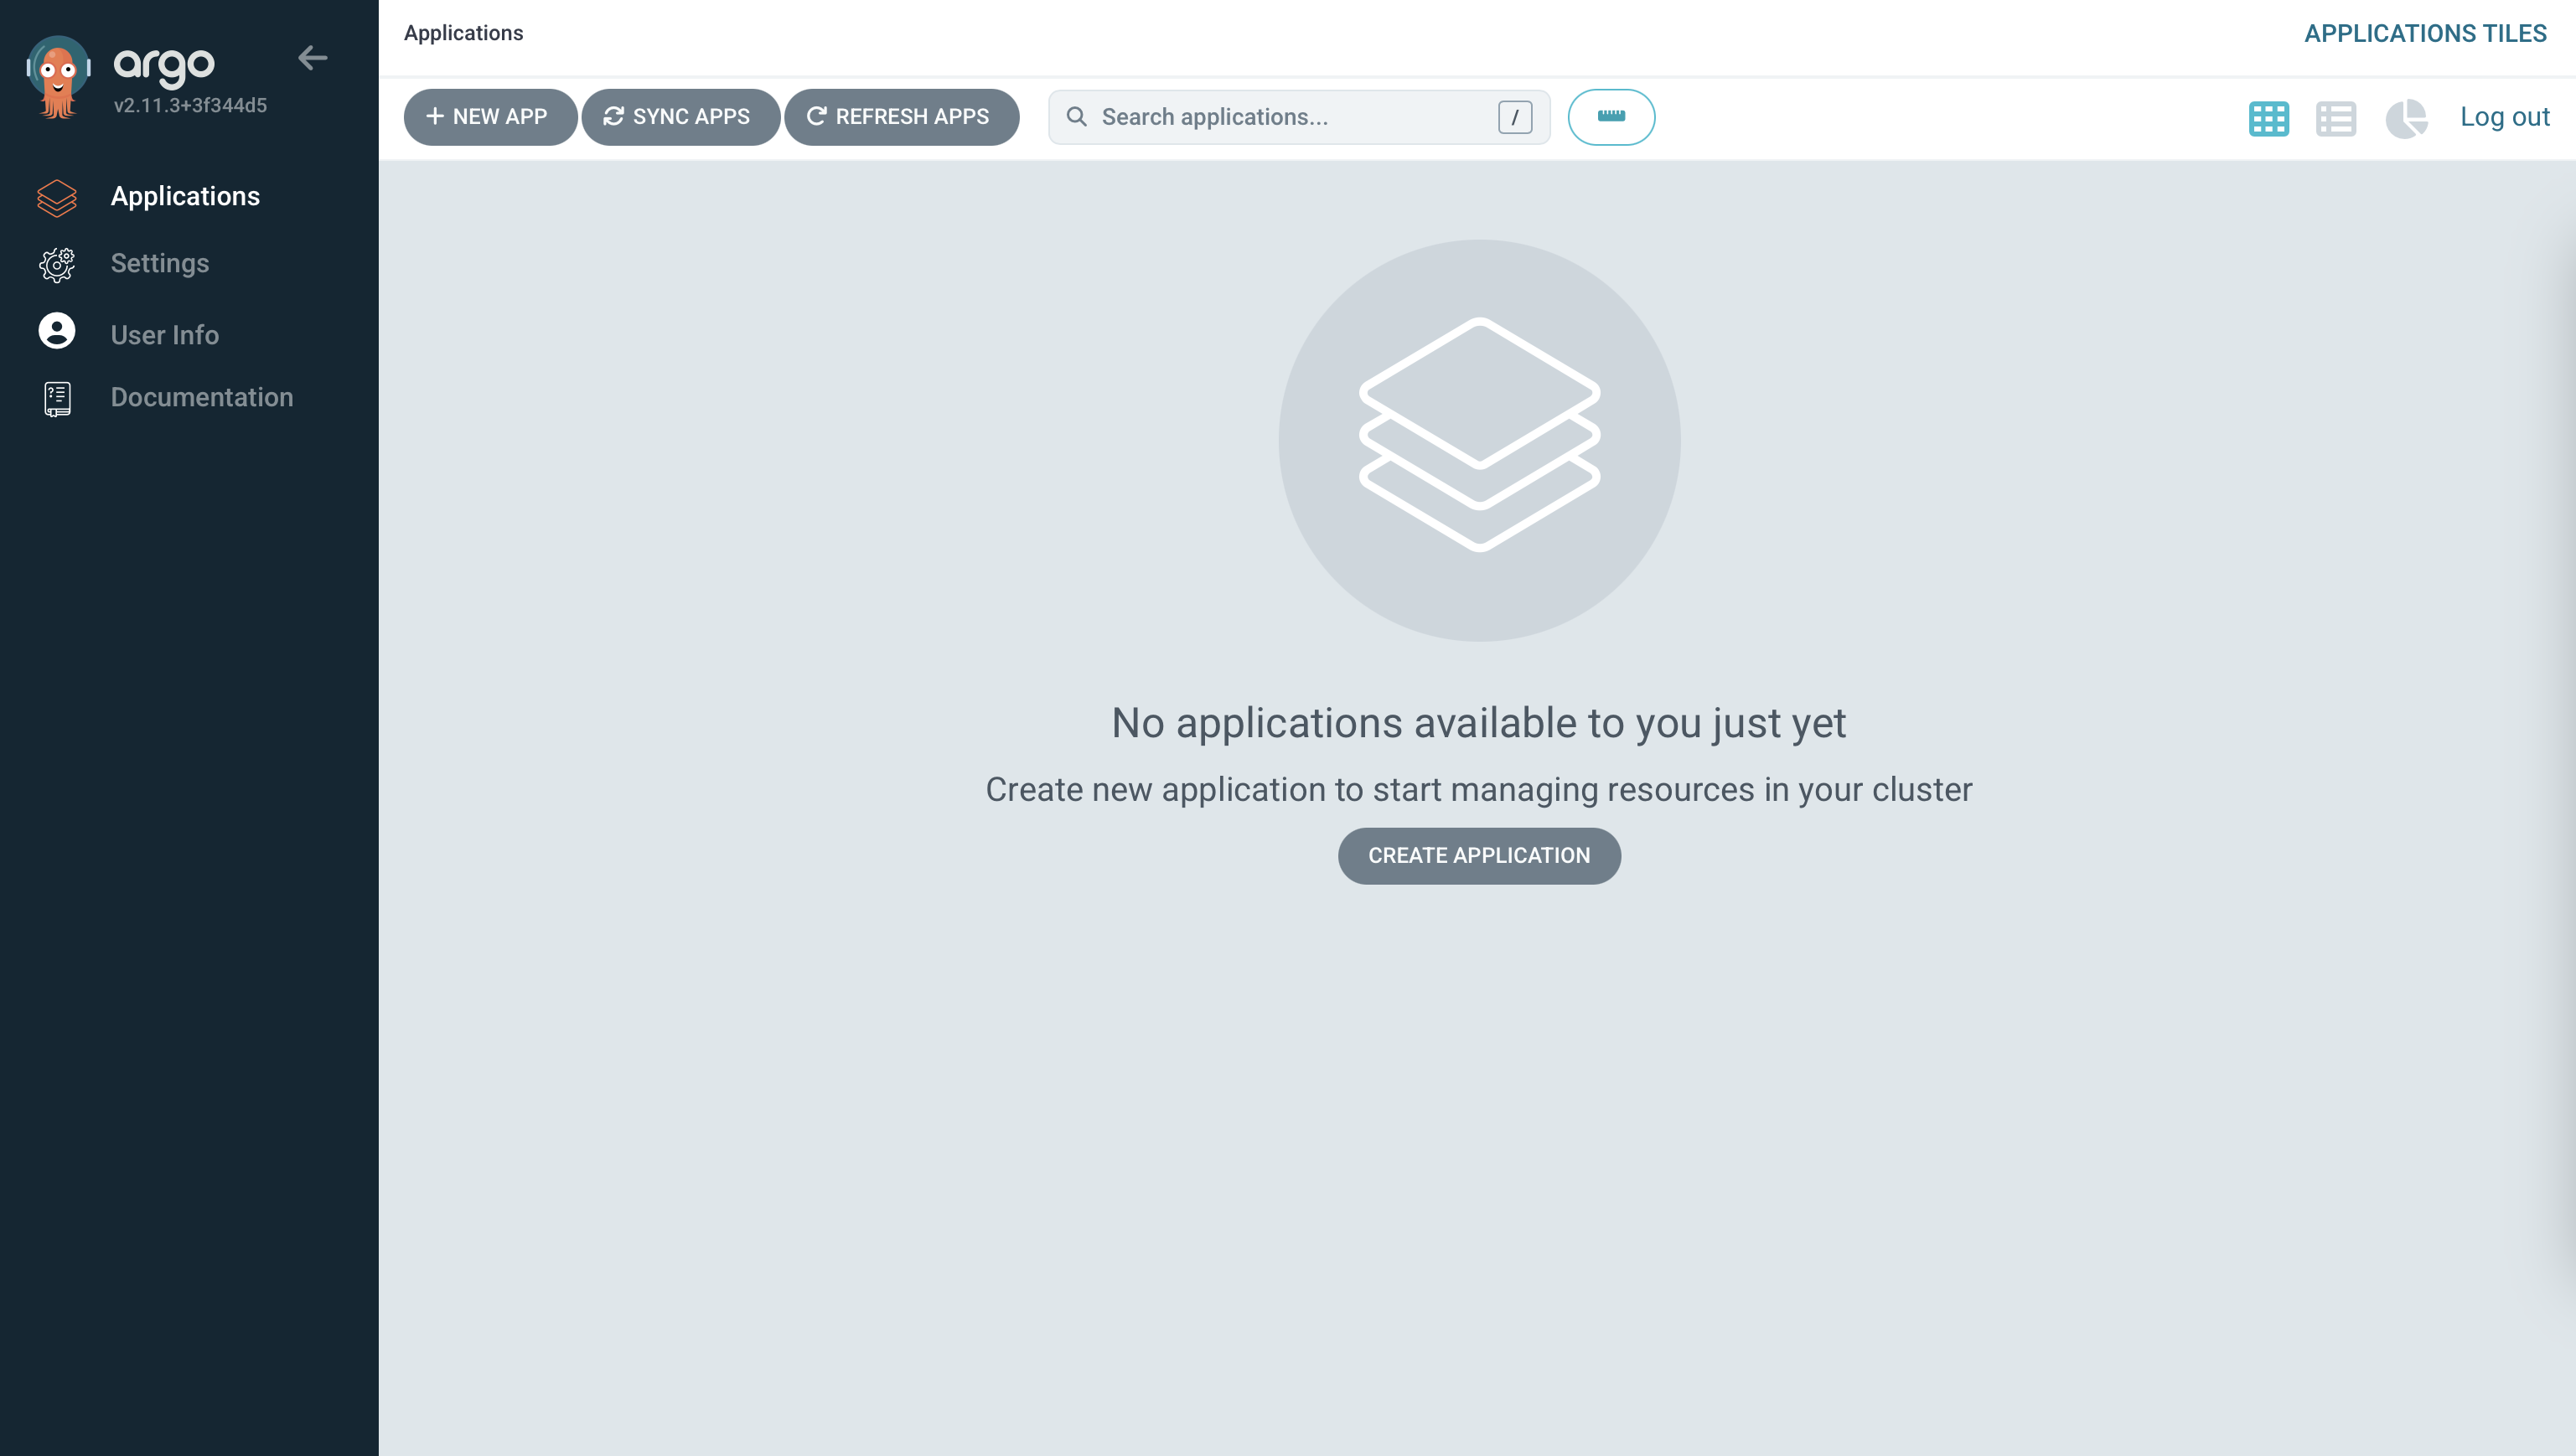 argo
v2.11.3+3f344d5
Applications
Settings
User Info
Documentation
Applications
APPLICATIONS TILES
NEW APP
SYNC APPS
REFRESH APPS
Search applications...
/
Log out
No applications available to you just yet
Create new application to start managing resources in your cluster
CREATE APPLICATION